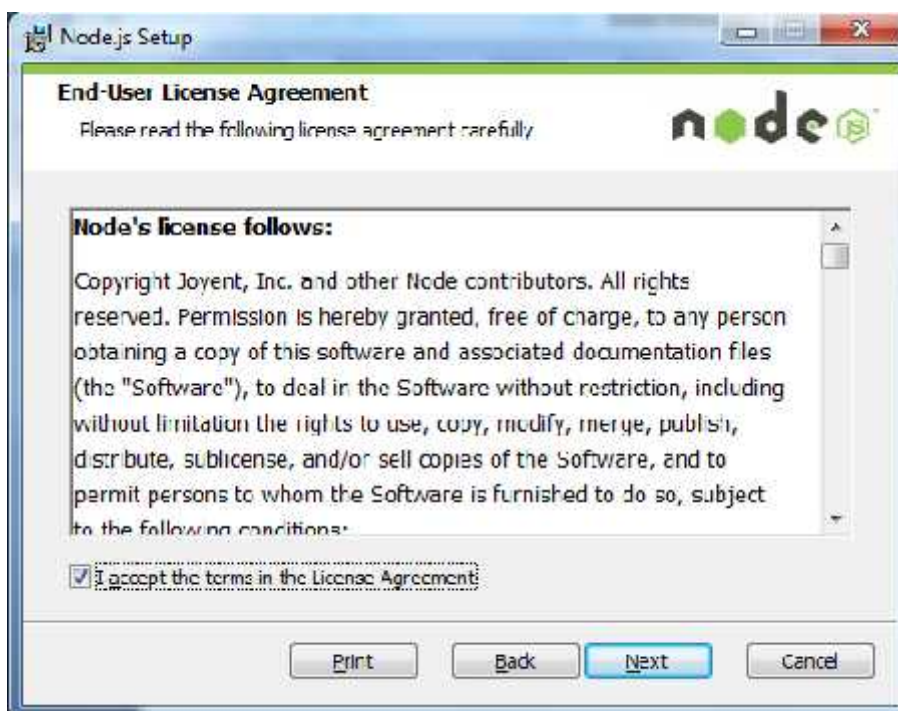 Node.js Setup
End-User License Agreement
Please read the following license agreement carefully
node JS
Node's license follows:
Copyright Joyent, Inc. and other Node contributors. All rights
reserved. Permission is hereby granted, free of charge, to any person
obtaining a copy of this software and associated documentation files
(the "Software"), to deal in the Software without restriction, including
without limitation the rights to use, copy, modify, merge, publish,
distribute, sublicense, and/or sell copies of the Software, and to
permit persons to whom the Software is furnished to do so, subject
to the following conditions:
I accept the terms in the License Agreement
Print Back Next Cancel